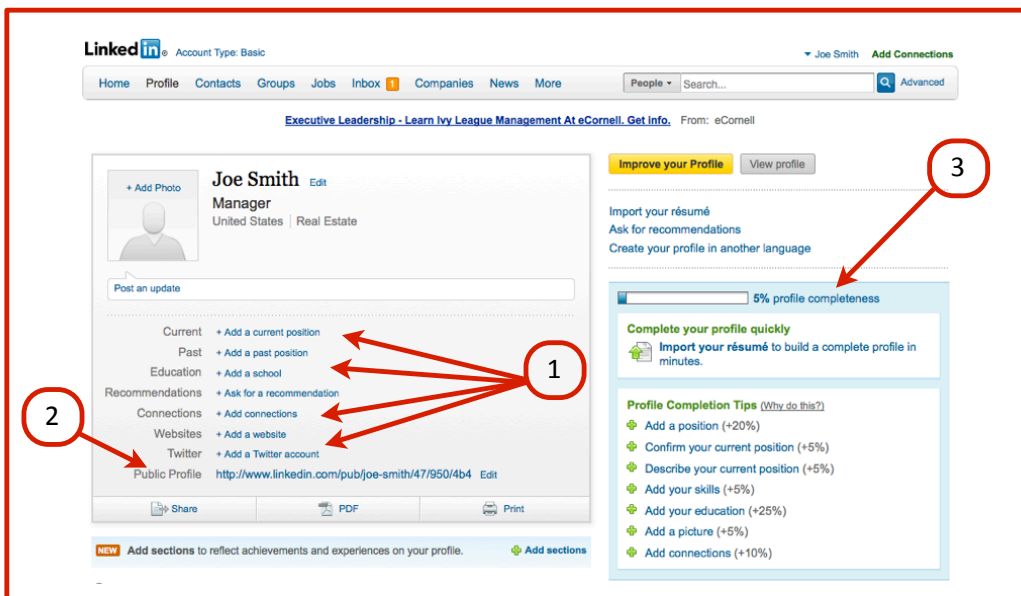 Linked in® Account Type: Basic
Joe Smith Add Connections
Home Profile Contacts Groups Jobs Inbox 1 Companies News More People Search... Advanced
Executive Leadership - Learn Ivy League Management At eCornell. Get info. From: eCornell
+ Add Photo
Joe Smith Edit
Manager
United States | Real Estate
Post an update
Current + Add a current position
Past + Add a past position
Education + Add a school
Recommendations + Ask for a recommendation
Connections + Add connections
Websites + Add a website
Twitter + Add a Twitter account
Public Profile http://www.linkedin.com/pub/joe-smith/47/950/4b4 Edit
Share PDF Print
NEW Add sections to reflect achievements and experiences on your profile. Add sections
1
2
Improve your Profile View profile
3
Import your résumé
Ask for recommendations
Create your profile in another language
5% profile completeness
Complete your profile quickly
Import your résumé to build a complete profile in
minutes.
Profile Completion Tips (Why do this?)
Add a position (+20%)
Confirm your current position (+5%)
Describe your current position (+5%)
Add your skills (+5%)
Add your education (+25%)
Add a picture (+5%)
Add connections (+10%)